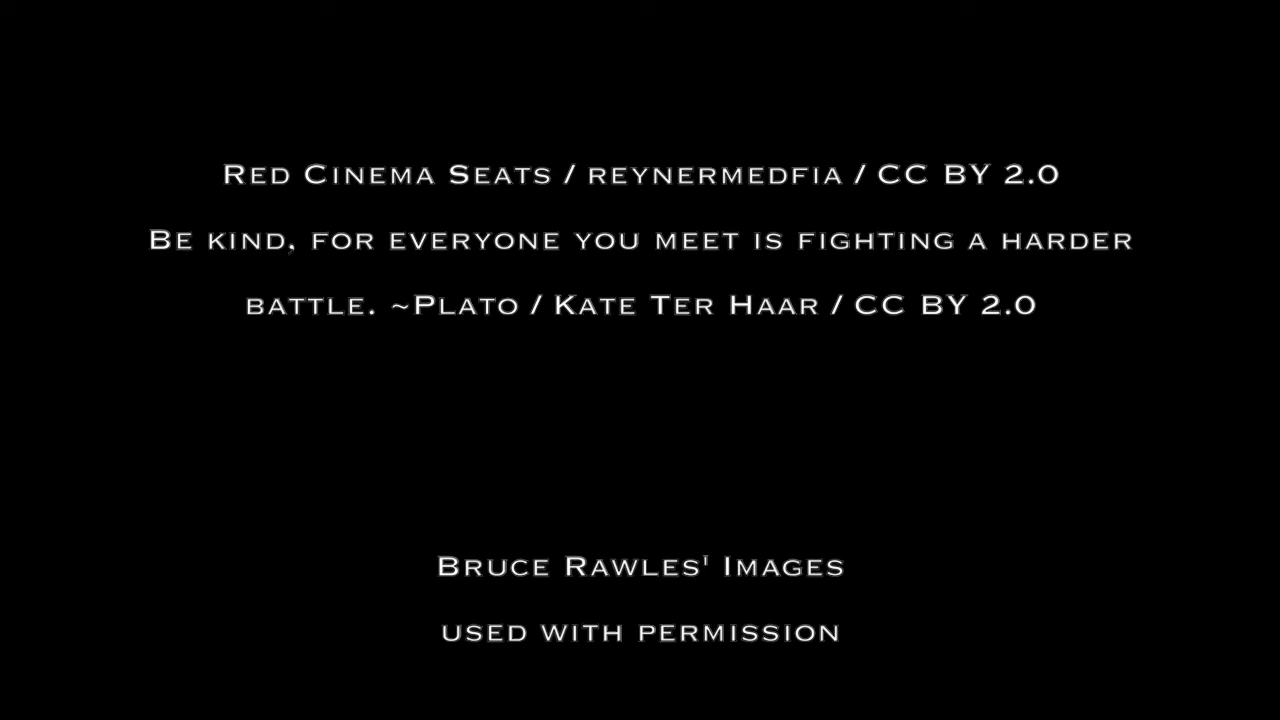 Red Cinema Seats / reynermedfia / CC BY 2.0
Be kind, for everyone you meet is fighting a harder
battle. ~Plato / Kate Ter Haar / CC BY 2.0
Bruce Rawles' Images
used with permission